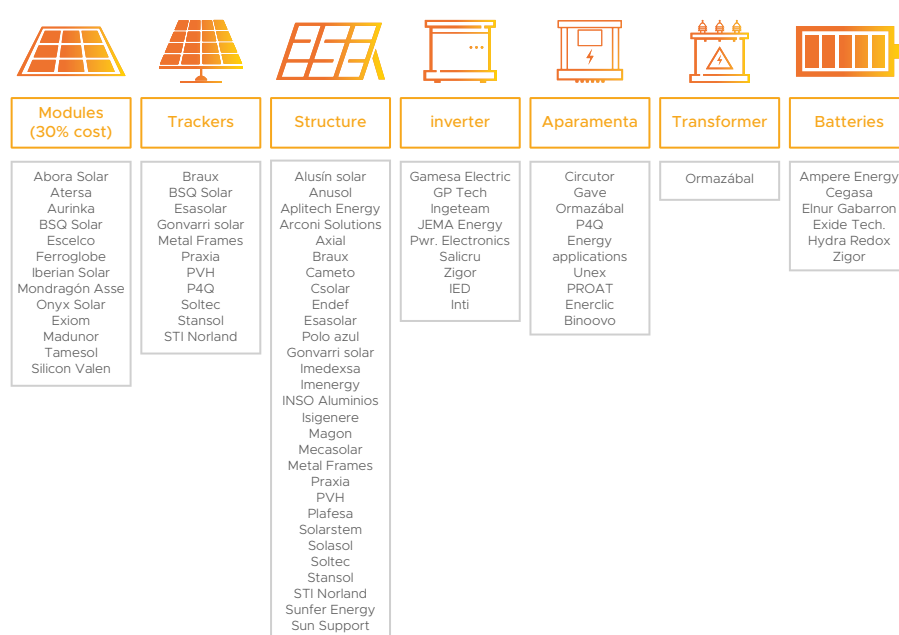 Modules
(30% cost)
Trackers
Structure
inverter
Aparamenta
Transformer
Batteries
Abora Solar
Atersa
Aurinka
BSQ Solar
Escelco
Ferroglobe
Iberian Solar
Mondragón Asse
Onyx Solar
Exiom
Madunor
Tamesol
Silicon Valen
Braux
BSQ Solar
Esasolar
Gonvarri solar
Metal Frames
Praxia
PVH
P4Q
Soltec
Stansol
STI Norland
Alusín solar
Anusol
Aplitech Energy
Arconi Solutions
Axial
Braux
Cameto
Csolar
Endef
Esasolar
Polo azul
Gonvarri solar
Imedexsa
Imenergy
INSO Aluminios
Isigenere
Magon
Mecasolar
Metal Frames
Praxia
PVH
Plafesa
Solarstem
Solasol
Soltec
Stansol
STI Norland
Sunfer Energy
Sun Support
Gamesa Electric
GP Tech
Ingeteam
JEMA Energy
Pwr. Electronics
Salicru
Zigor
IED
Inti
Circutor
Gave
Ormazábal
P4Q
Energy
applications
Unex
PROAT
Enerclic
Binoovo
Ormazábal
Ampere Energy
Cegasa
Elnur Gabarron
Exide Tech.
Hydra Redox
Zigor